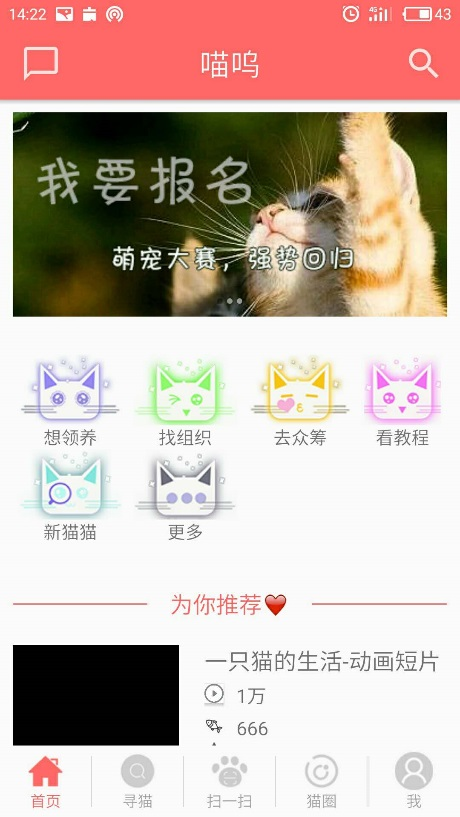 14:22
4G
43
喵呜
我要报名
萌宠大赛，强势回归
想领养
找组织
去众筹
看教程
新猫猫
更多
为你推荐
一只猫的生活-动画短片
1万
666
首页
寻猫
扫一扫
猫圈
我